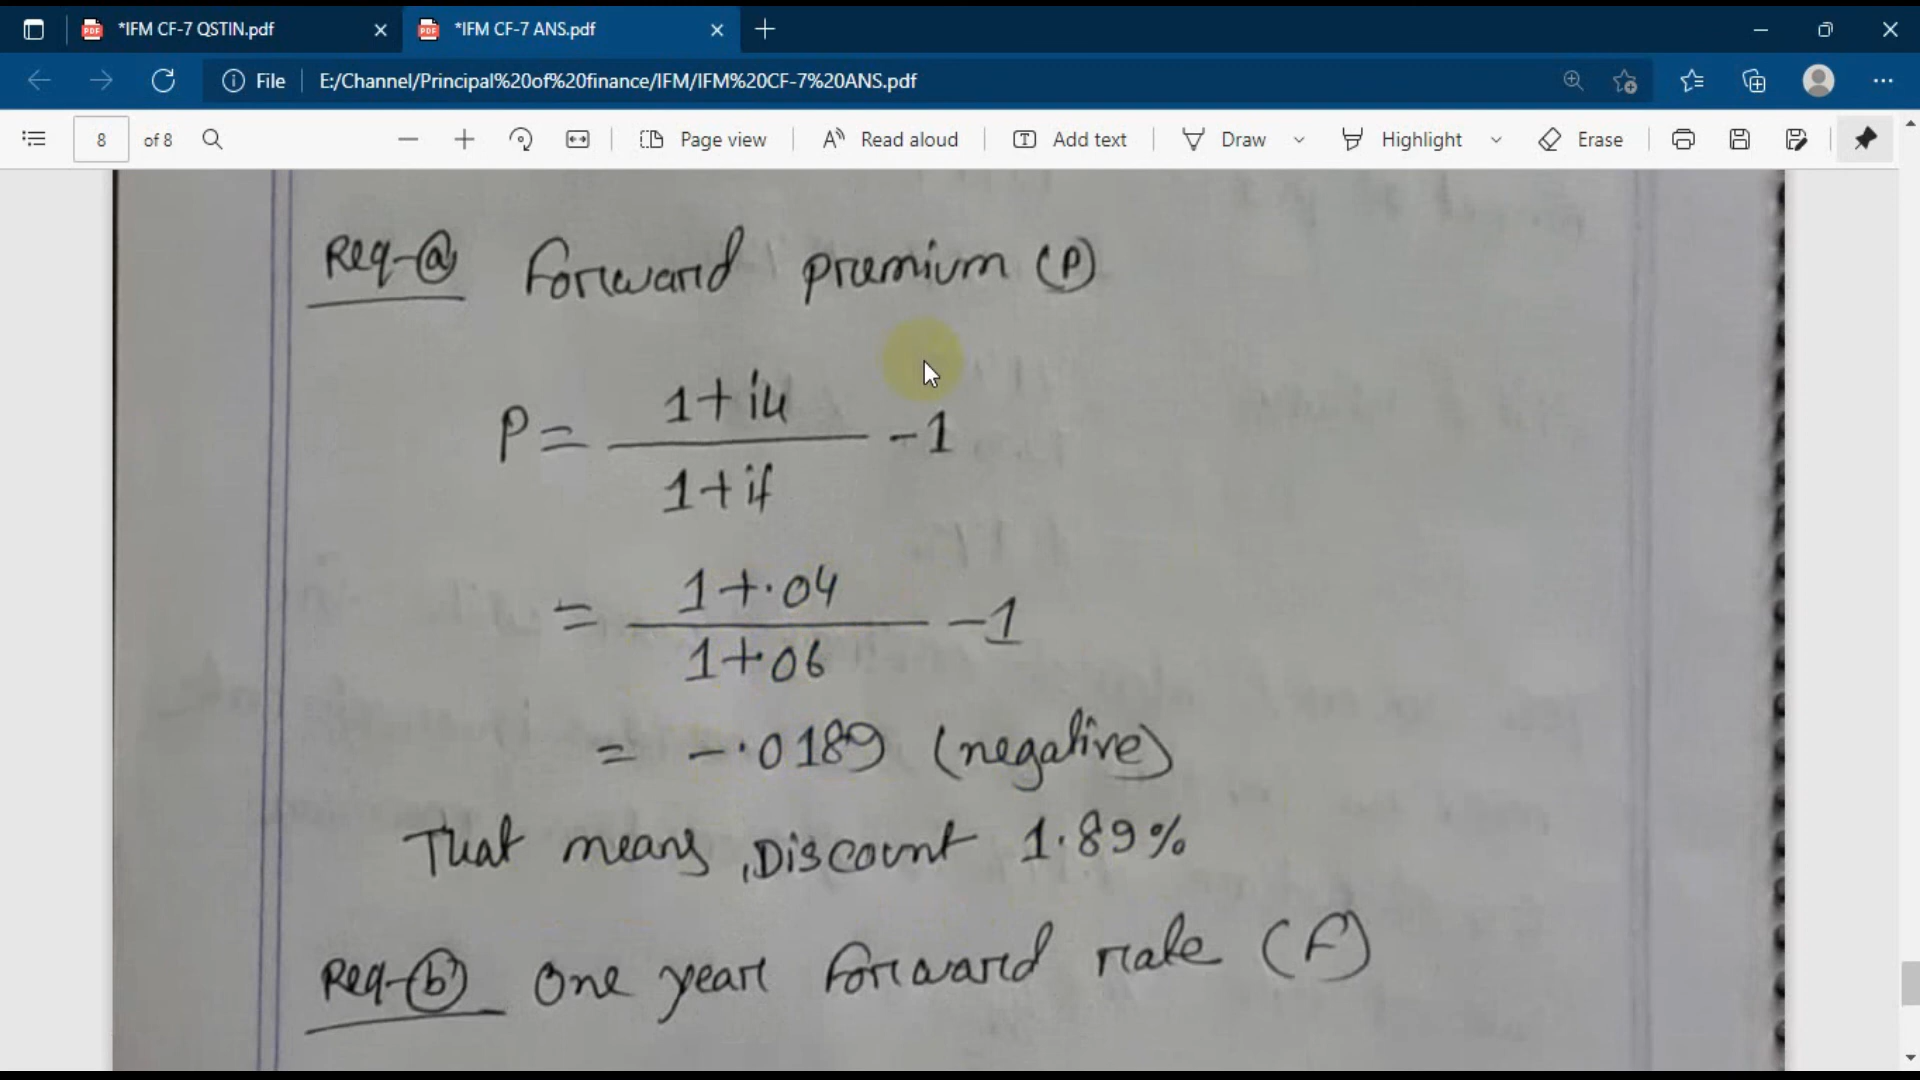 *IFM CF-7 QSTIN.pdf
*IFM CF-7 ANS.pdf
File
E:/Channel/Principal%20of%20finance/IFM/IFM%20CF-7%20ANS.pdf
8 of 8
Page view
Read aloud
Add text
Draw
Highlight
Erase
Req-(a) Forward premium (P)
P = 1+ih / 1+if - 1
= 1+.04 / 1+.06 - 1
= -.0189 (negative)
That means, Discount 1.89%
Req-(b) One year Forward rate (F)